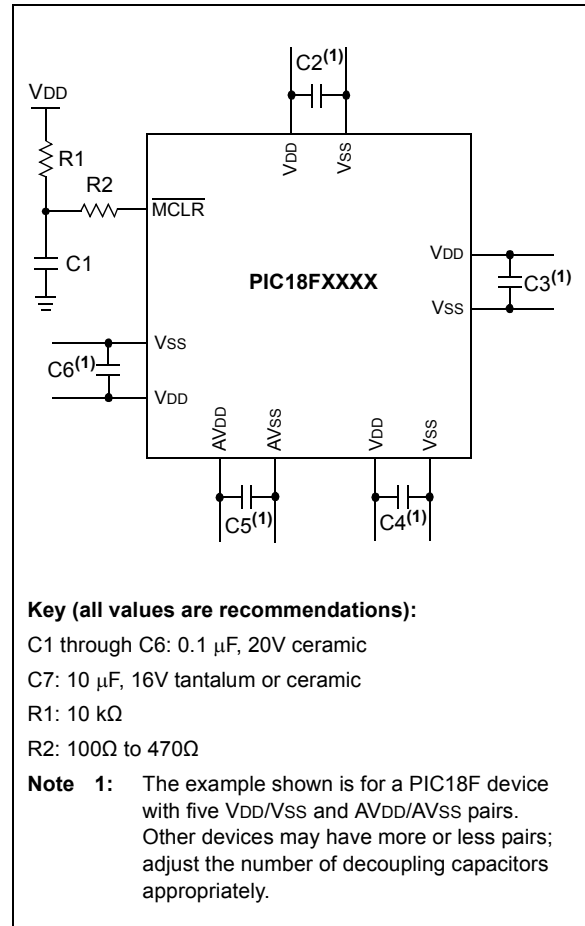 C2(1)
VDD
R1
R2
C1
VDD
VSS
MCLR
PIC18FXXXX
VDD
C3(1)
VSS
VSS
C6(1)
VDD
AVDD
AVSS
VDD
VSS
C5(1)
C4(1)
Key (all values are recommendations):
C1 through C6: 0.1 μF, 20V ceramic
C7: 10 μF, 16V tantalum or ceramic
R1: 10 kΩ
R2: 100Ω to 470Ω
Note 1: The example shown is for a PIC18F device
with five VDD/VSS and AVDD/AVSS pairs.
Other devices may have more or less pairs;
adjust the number of decoupling capacitors
appropriately.